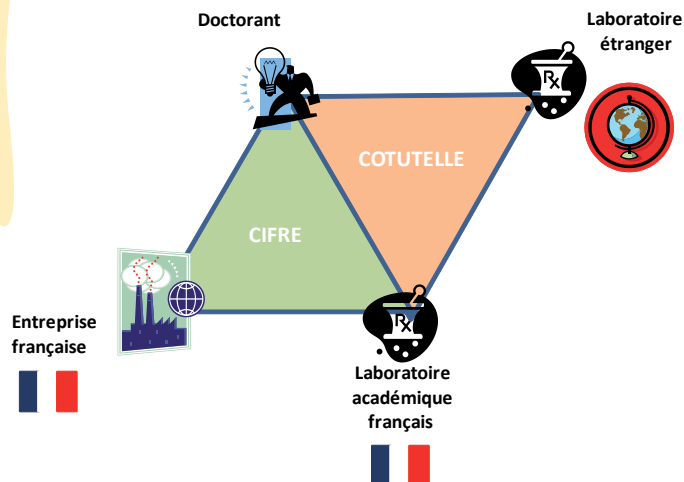 Doctorant
Laboratoire
étranger
Rx
COTUTELLE
CIFRE
Entreprise
française
Rx
Laboratoire
académique
français